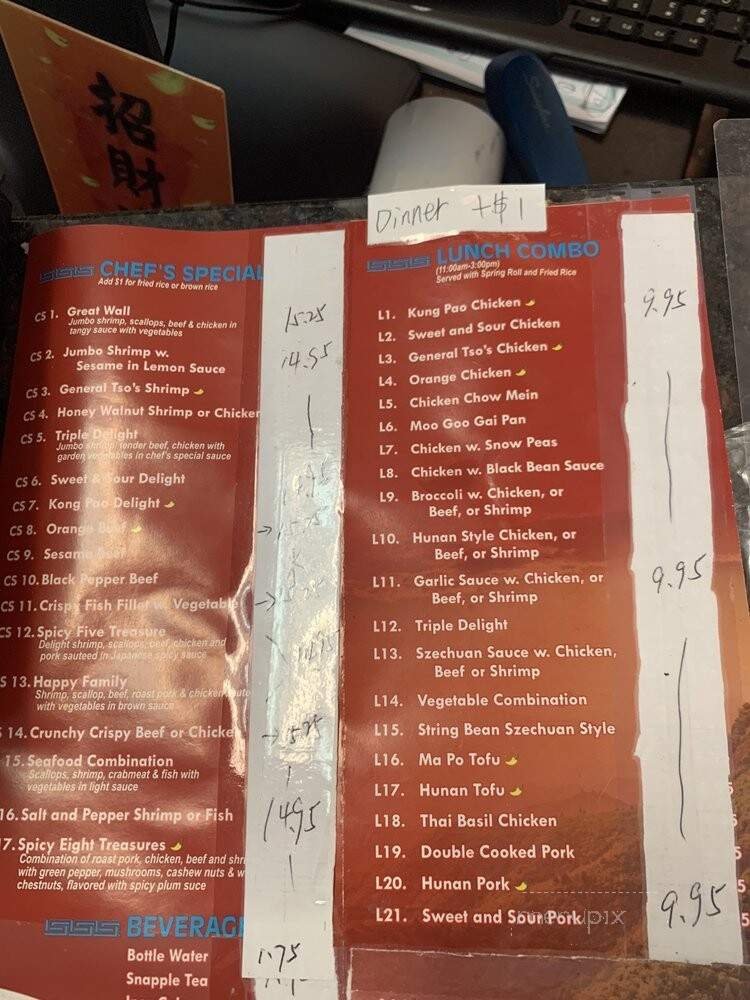 招
財
Dinner +$1
CHEF'S SPECIAL
Add $1 for fried rice or brown rice
CS 1. Great Wall 15.25
Jumbo shrimp, scallops, beef & chicken in
tangy sauce with vegetables
CS 2. Jumbo Shrimp w. 14.95
Sesame in Lemon Sauce
CS 3. General Tso's Shrimp
CS 4. Honey Walnut Shrimp or Chicken
CS 5. Triple Delight
Jumbo shrimp, tender beef, chicken with
garden vegetables in chef's special sauce
CS 6. Sweet & Sour Delight
CS 7. Kong Pao Delight
CS 8. Orange Beef
CS 9. Sesame Beef
CS 10. Black Pepper Beef
CS 11. Crispy Fish Fillet w. Vegetable
CS 12. Spicy Five Treasure
Delight shrimp, scallops, beef, chicken and
pork sauteed in Japanese spicy sauce
S 13. Happy Family
Shrimp, scallop, beef, roast pork & chicken
with vegetables in brown sauce
S 14. Crunchy Crispy Beef or Chicke
15. Seafood Combination
Scallops, shrimp, crabmeat & fish with
vegetables in light sauce
16. Salt and Pepper Shrimp or Fish 14.95
7. Spicy Eight Treasures
Combination of roast pork, chicken, beef and shri
with green pepper, mushrooms, cashew nuts & w
chestnuts, flavored with spicy plum suce
BEVERAG
Bottle Water 1.75
Snapple Tea
LUNCH COMBO
(11:00am-3:00pm)
Served with Spring Roll and Fried Rice
L1. Kung Pao Chicken 9.95
L2. Sweet and Sour Chicken
L3. General Tso's Chicken
L4. Orange Chicken
L5. Chicken Chow Mein
L6. Moo Goo Gai Pan
L7. Chicken w. Snow Peas
L8. Chicken w. Black Bean Sauce
L9. Broccoli w. Chicken, or
Beef, or Shrimp
L10. Hunan Style Chicken, or
Beef, or Shrimp
L11. Garlic Sauce w. Chicken, or 9.95
Beef, or Shrimp
L12. Triple Delight
L13. Szechuan Sauce w. Chicken,
Beef or Shrimp
L14. Vegetable Combination
L15. String Bean Szechuan Style
L16. Ma Po Tofu
L17. Hunan Tofu
L18. Thai Basil Chicken
L19. Double Cooked Pork
L20. Hunan Pork
L21. Sweet and Sour Pork 9.95
menupix